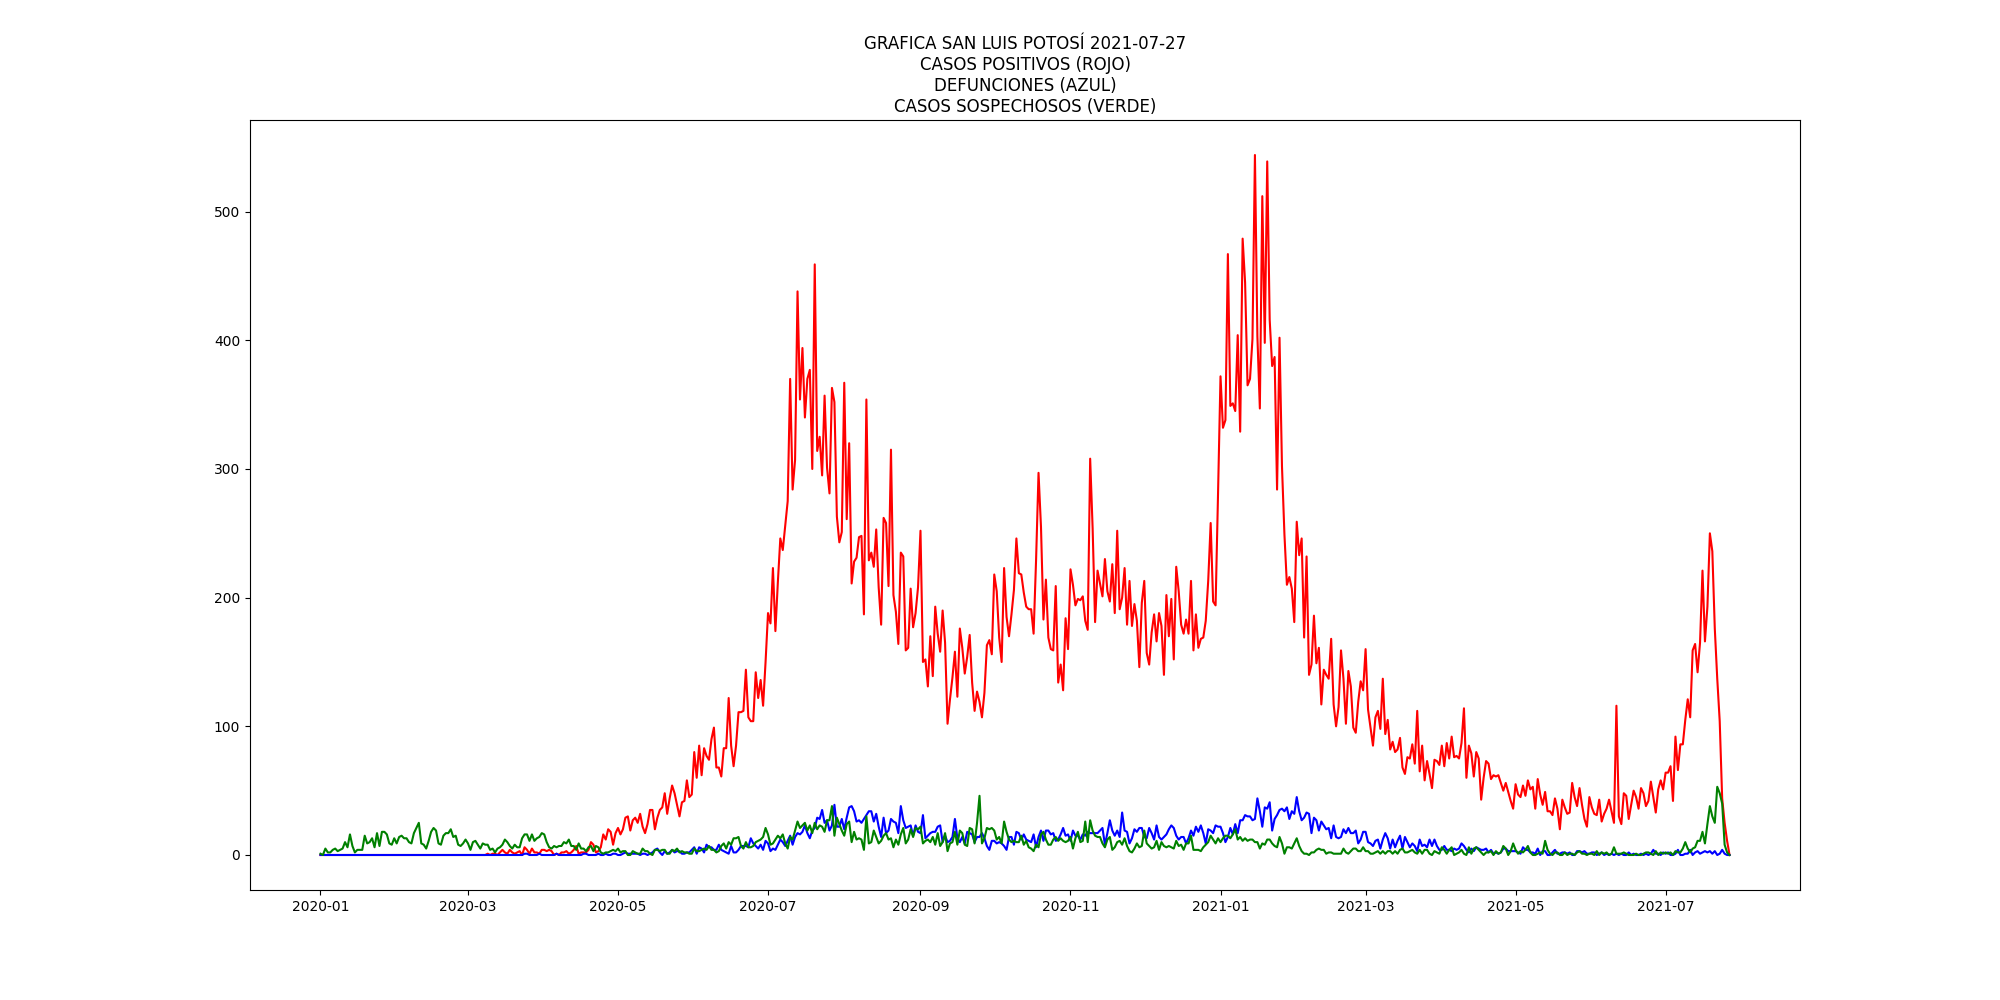 GRAFICA SAN LUIS POTOSÍ 2021-07-27
CASOS POSITIVOS (ROJO)
DEFUNCIONES (AZUL)
CASOS SOSPECHOSOS (VERDE)
500
400
300
200
100
0
2020-01 2020-03 2020-05 2020-07 2020-09 2020-11 2021-01 2021-03 2021-05 2021-07